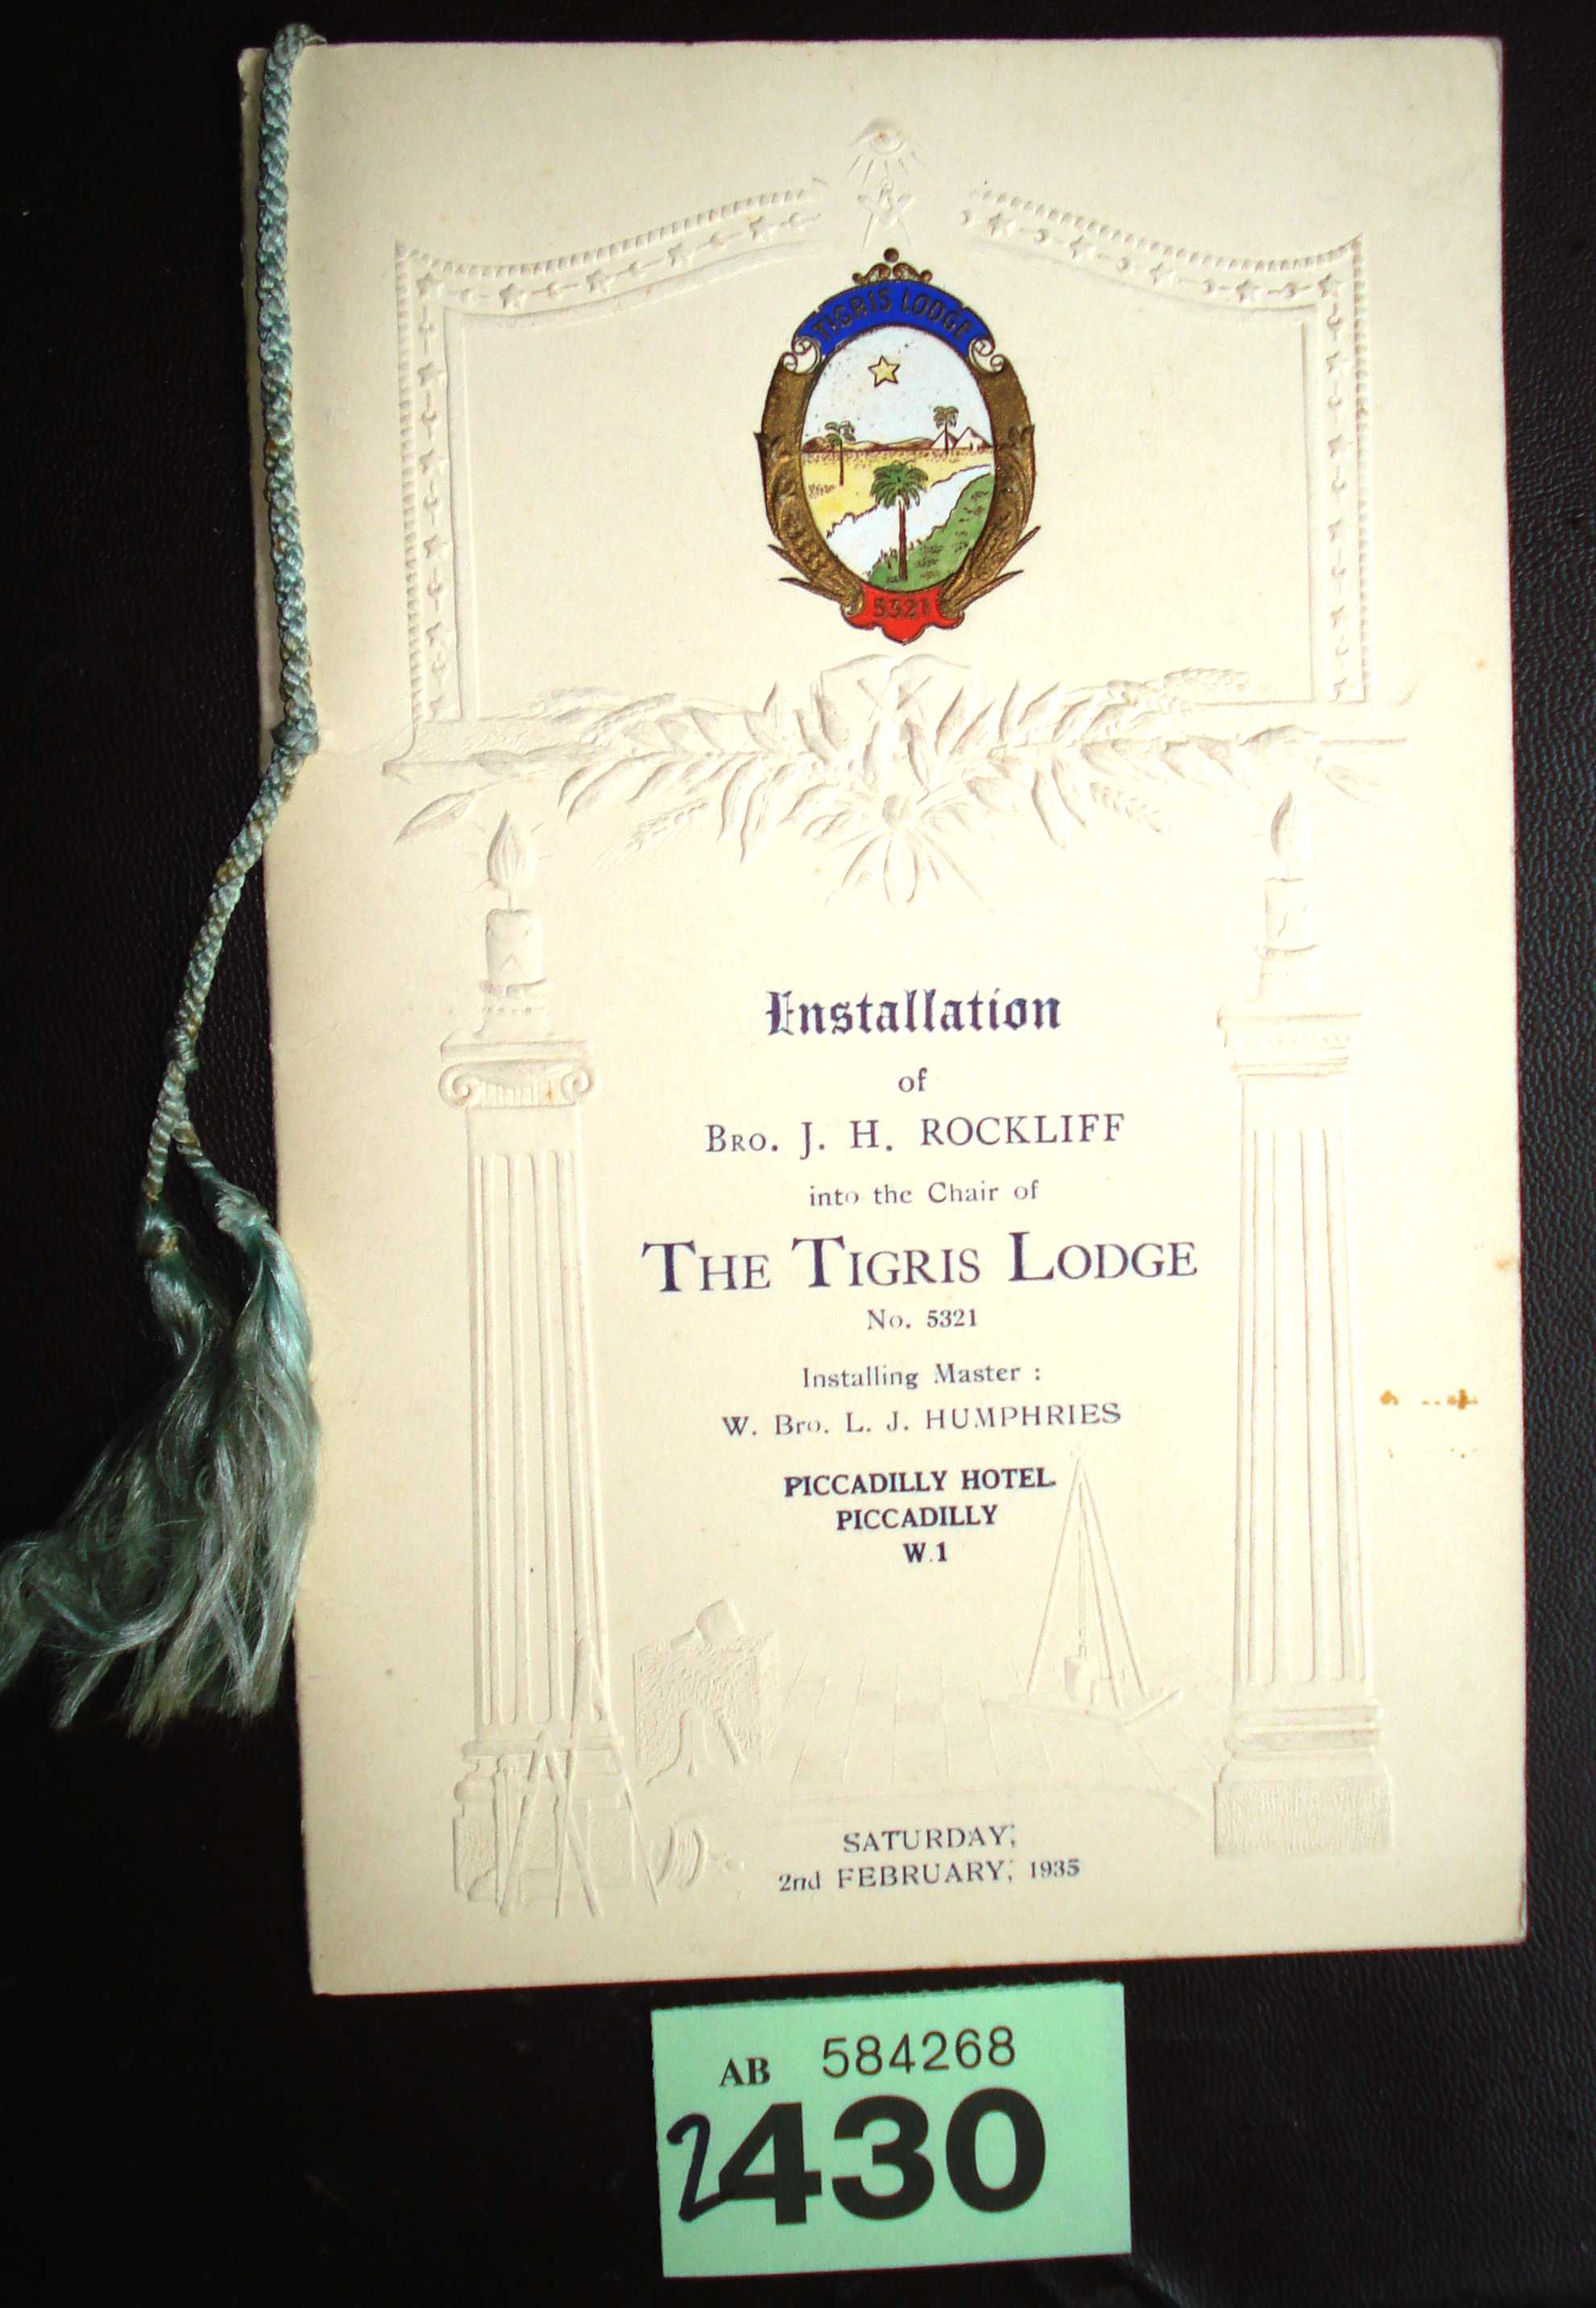 TIGRIS LODGE
5321
Installation
of
BRO. J. H. ROCKLIFF
into the Chair of
THE TIGRIS LODGE
No. 5321
Installing Master :
W. Bro. L. J. HUMPHRIES
PICCADILLY HOTEL
PICCADILLY
W.1
SATURDAY,
2nd FEBRUARY, 1935
AB 584268
2430